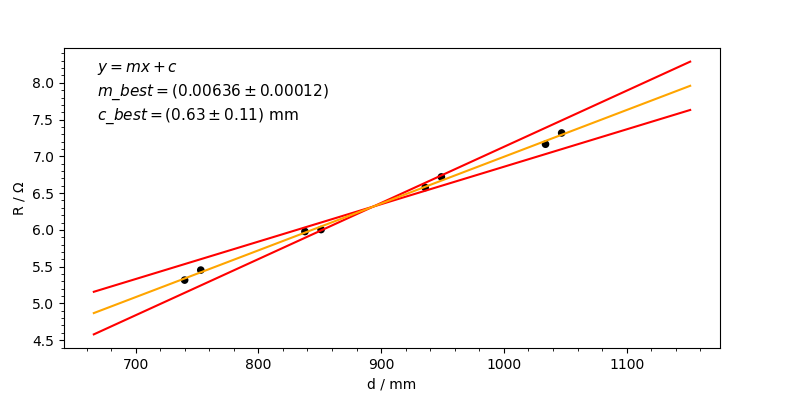 y = mx + c
m_best = (0.00636 ± 0.00012)
c_best = (0.63 ± 0.11) mm
8.0
7.5
7.0
6.5
6.0
5.5
5.0
4.5
R / Ω
700 800 900 1000 1100
d / mm